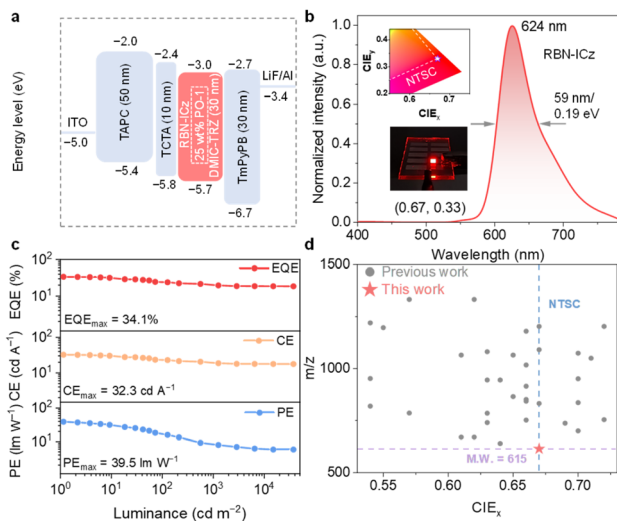 a
Energy level (eV)
ITO
−5.0
−2.0
TAPC (50 nm)
−5.4
−2.4
TCTA (10 nm)
−5.8
−3.0
RBN-ICz
25 wt% PO-1
DMIC-TRZ (30 nm)
−5.7
−2.7
TmPyPB (30 nm)
−6.7
LiF/Al
−3.4
b
Normalized intensity (a.u.)
1.0
0.8
0.6
0.4
0.2
0.0
400 500 600 700
Wavelength (nm)
624 nm
RBN-ICz
59 nm/
0.19 eV
CIEy
0.4
0.3
0.2
NTSC
0.6 0.7
CIEx
(0.67, 0.33)
c
EQE (%)
10²
10¹
EQE
EQEmax = 34.1%
CE (cd A⁻¹)
10²
10¹
CE
CEmax = 32.3 cd A⁻¹
PE (lm W⁻¹)
10²
10¹
PE
PEmax = 39.5 lm W⁻¹
10⁰ 10¹ 10² 10³ 10⁴
Luminance (cd m⁻²)
d
m/z
1500
1000
500
Previous work
This work
NTSC
M.W. = 615
0.55 0.60 0.65 0.70
CIEx